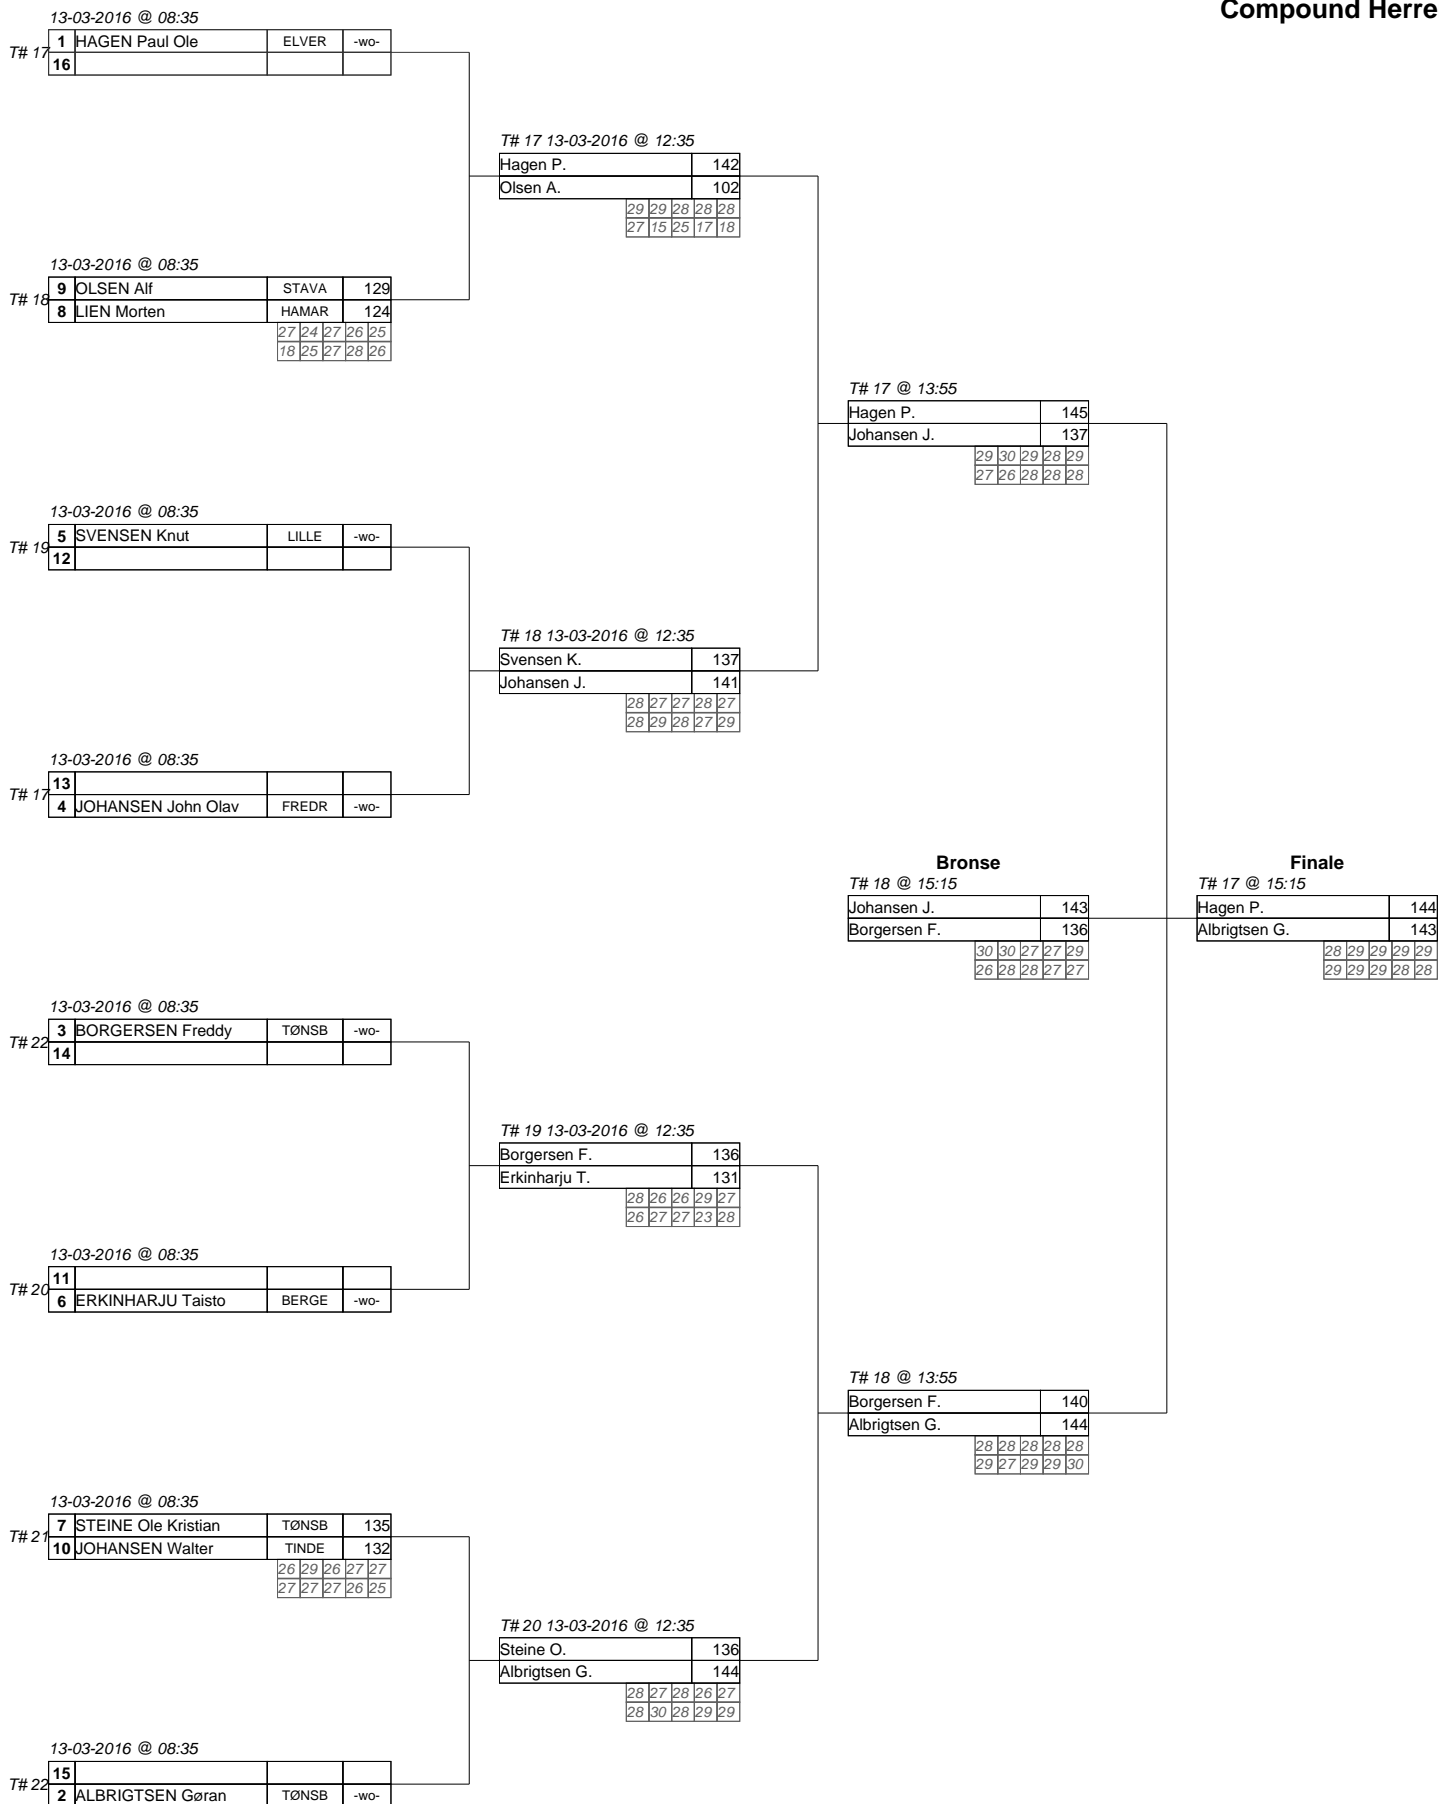 Compound Herre
13-03-2016 @ 08:35
T# 17
1 HAGEN Paul Ole ELVER -wo-
16
T# 17 13-03-2016 @ 12:35
Hagen P. 142
Olsen A. 102
29 29 28 28 28
27 15 25 17 18
13-03-2016 @ 08:35
T# 18
9 OLSEN Alf STAVA 129
8 LIEN Morten HAMAR 124
27 24 27 26 25
18 25 27 28 26
T# 17 @ 13:55
Hagen P. 145
Johansen J. 137
29 30 29 28 29
27 26 28 28 28
13-03-2016 @ 08:35
T# 19
5 SVENSEN Knut LILLE -wo-
12
T# 18 13-03-2016 @ 12:35
Svensen K. 137
Johansen J. 141
28 27 27 28 27
28 29 28 27 29
13-03-2016 @ 08:35
T# 17
13
4 JOHANSEN John Olav FREDR -wo-
Bronse
T# 18 @ 15:15
Johansen J. 143
Borgersen F. 136
30 30 27 27 29
26 28 28 27 27
Finale
T# 17 @ 15:15
Hagen P. 144
Albrigtsen G. 143
28 29 29 29 29
29 29 29 28 28
13-03-2016 @ 08:35
T# 22
3 BORGERSEN Freddy TØNSB -wo-
14
T# 19 13-03-2016 @ 12:35
Borgersen F. 136
Erkinharju T. 131
28 26 26 29 27
26 27 27 23 28
13-03-2016 @ 08:35
T# 20
11
6 ERKINHARJU Taisto BERGE -wo-
T# 18 @ 13:55
Borgersen F. 140
Albrigtsen G. 144
28 28 28 28 28
29 27 29 29 30
13-03-2016 @ 08:35
T# 21
7 STEINE Ole Kristian TØNSB 135
10 JOHANSEN Walter TINDE 132
26 29 26 27 27
27 27 27 26 25
T# 20 13-03-2016 @ 12:35
Steine O. 136
Albrigtsen G. 144
28 27 28 26 27
28 30 28 29 29
13-03-2016 @ 08:35
T# 22
15
2 ALBRIGTSEN Gøran TØNSB -wo-